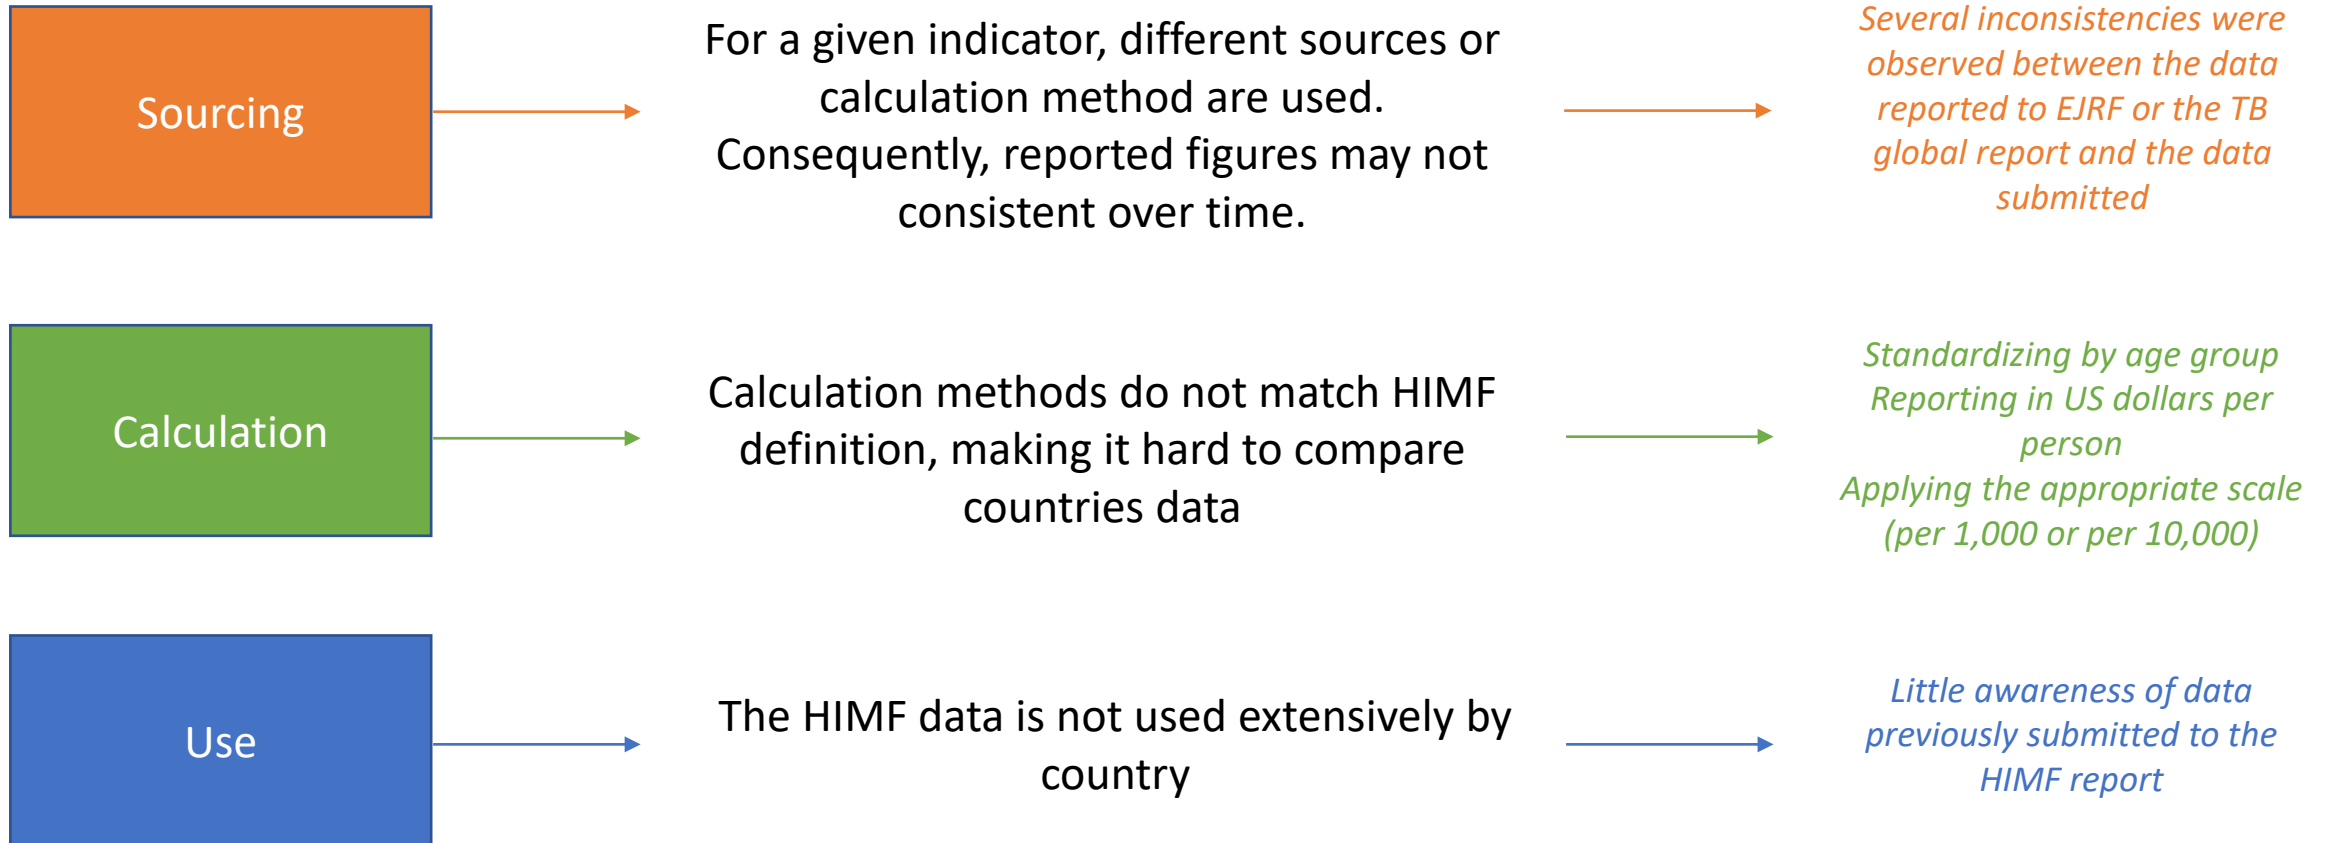 Sourcing
For a given indicator, different sources or
calculation method are used.
Consequently, reported figures may not
consistent over time.
Several inconsistencies were
observed between the data
reported to EJRF or the TB
global report and the data
submitted
Calculation
Calculation methods do not match HIMF
definition, making it hard to compare
countries data
Standardizing by age group
Reporting in US dollars per
person
Applying the appropriate scale
(per 1,000 or per 10,000)
Use
The HIMF data is not used extensively by
country
Little awareness of data
previously submitted to the
HIMF report